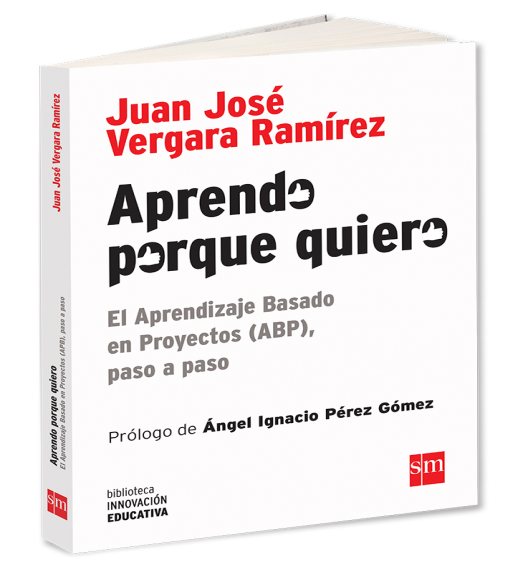 Juan José
Vergara Ramírez
Aprendo
porque quiero
El Aprendizaje Basado
en Proyectos (ABP),
paso a paso
Prólogo de Ángel Ignacio Pérez Gómez
biblioteca
INNOVACIÓN
EDUCATIVA
sm
Juan José Vergara Ramírez
Aprendo porque quiero
El Aprendizaje Basado en Proyectos (APB), paso a paso
sm